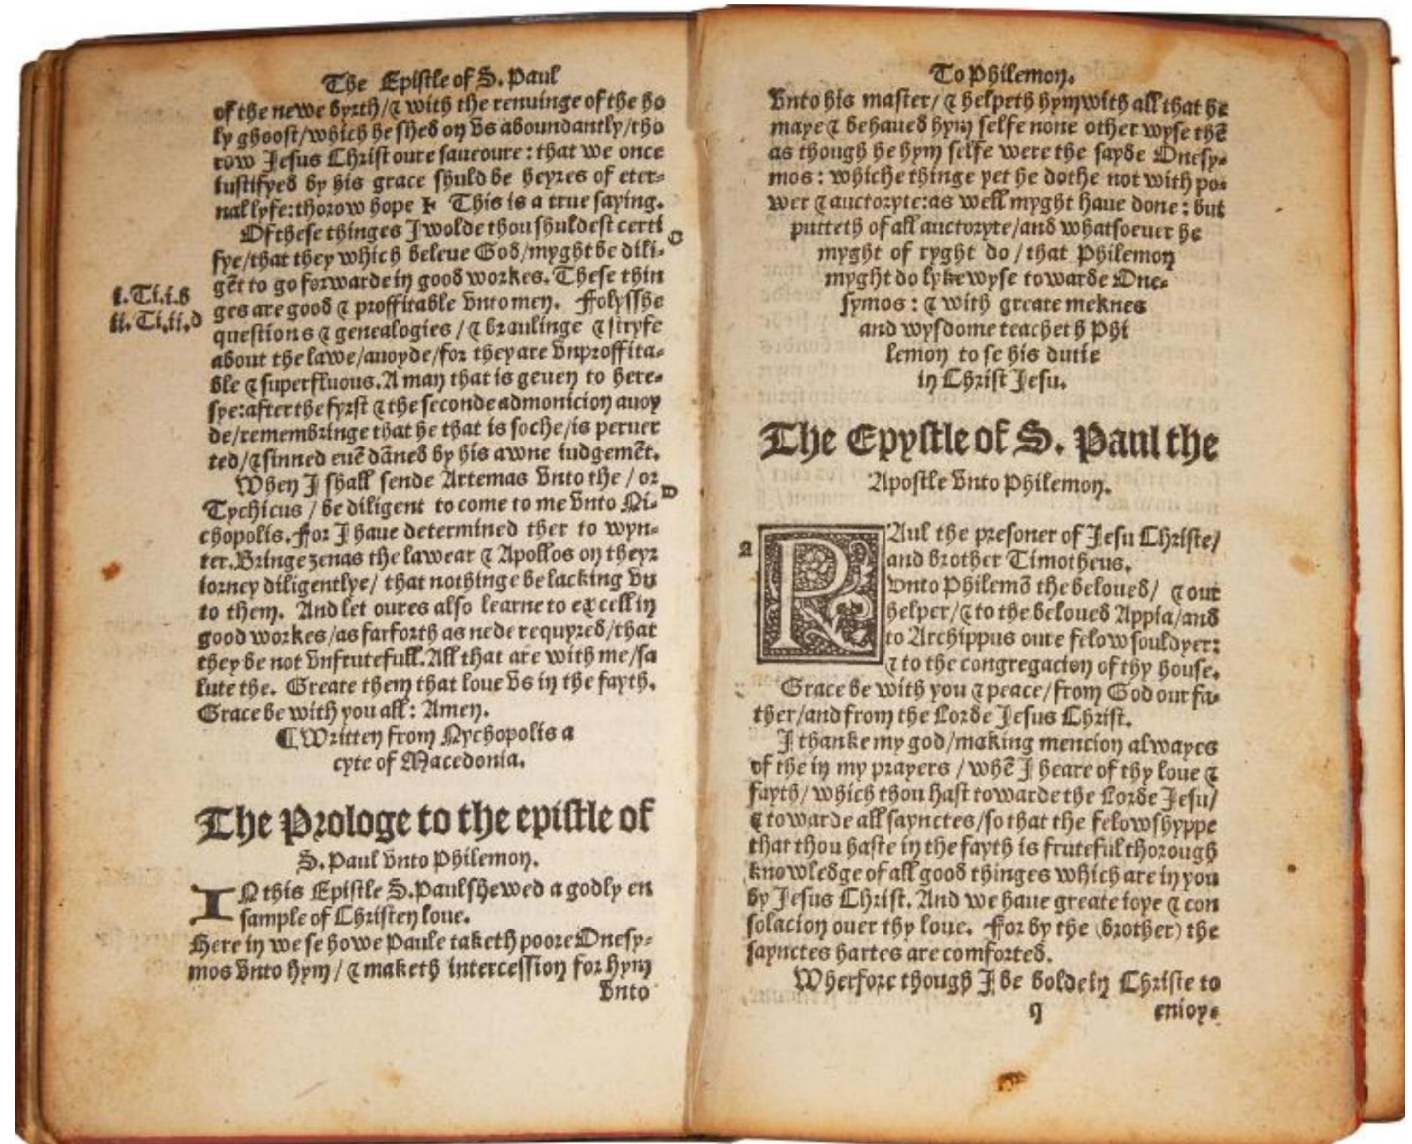 The Epistle of S. Paul
of the newe byrth/ & with the renuinge of the ho
ly ghoost/which he shed on vs aboundantly/tho
row Jesus Christ oure saueoure: that we once
iustifyed by his grace shuld be heyres of eter-
nal lyfe:thorow hope ⊦ This is a true saying.
Of these thinges I wolde thou shuldest certi
C
fye/that they which beleue God/myght be dili-
gẽt to go forwarde in good workes. These thin
i.Ti.i.b
ges are good & proffitable vnto men. Folysshe
ii.Ti.ii.d
questions & genealogies / & braulinge & stryfe
about the lawe/auoyde/for they are vnproffita-
ble & superfluous. A man that is geuen to here-
sye:after the fyrst & the seconde admonicion auoy
de/remembringe that he that is soche/is peruer
ted/& sinned euẽ dãned by his awne iudgemẽt.
When I shall sende Artemas vnto the / or
D
Tychicus / be diligent to come to me vnto Ni-
chopolis. For I haue determined ther to wyn-
ter. Bringe zenas the lawear & Apollos on theyr
iorney diligentlye/ that nothinge be lacking vn
to them. And let oures also learne to excell in
good workes/as farforth as nede requyred/that
they be not vnfrutefull. All that are with me/sa
lute the. Greate them that loue vs in the fayth.
Grace be with you all: Amen.
¶ Written from Nychopolis a
cyte of Macedonia.
The Prologe to the epistle of
S. Paul vnto Philemon.
IN this Epistle S. Paul shewed a godly en
sample of Christen loue.
Here in we se howe Paule taketh poore Onesy-
mos vnto hym/ & maketh intercession for hym
vnto
To Philemon.
vnto his master/ & helpeth hym with all that he
maye & behaued hym selfe none other wyse thẽ
as though he hym selfe were the sayde Onesy-
mos: whiche thinge yet he dothe not with po-
wer & auctoryte:as well myght haue done: but
putteth of all auctoryte/and whatsoeuer he
myght of ryght do / that Philemon
myght do lykewyse towarde One-
symos: & with greate meknes
and wysdome teacheth Phi
lemon to se his dutie
in Christ Jesu.
The Epystle of S. Paul the
Apostle vnto Philemon.
a
RAul the presoner of Jesu Christe/
and brother Timotheus.
vnto Philemõ the beloued/ & our
helper/& to the beloued Appia/and
to Archippus oure felow souldyer:
& to the congregacion of thy house.
Grace be with you & peace/from God our fa-
ther/and from the Lorde Jesus Christ.
I thanke my god/making mencion alwayes
of the in my prayers / whẽ I heare of thy loue &
fayth/ which thou hast towarde the Lorde Jesu/
& towarde all saynctes/so that the felowshyppe
that thou haste in the fayth is fruteful thorough
knowledge of all good thinges which are in you
by Jesus Christ. And we haue greate ioye & con
solacion ouer thy loue. For by the (brother) the
saynctes hartes are comforted.
Wherfore though I be bolde in Christe to
q
enioy-